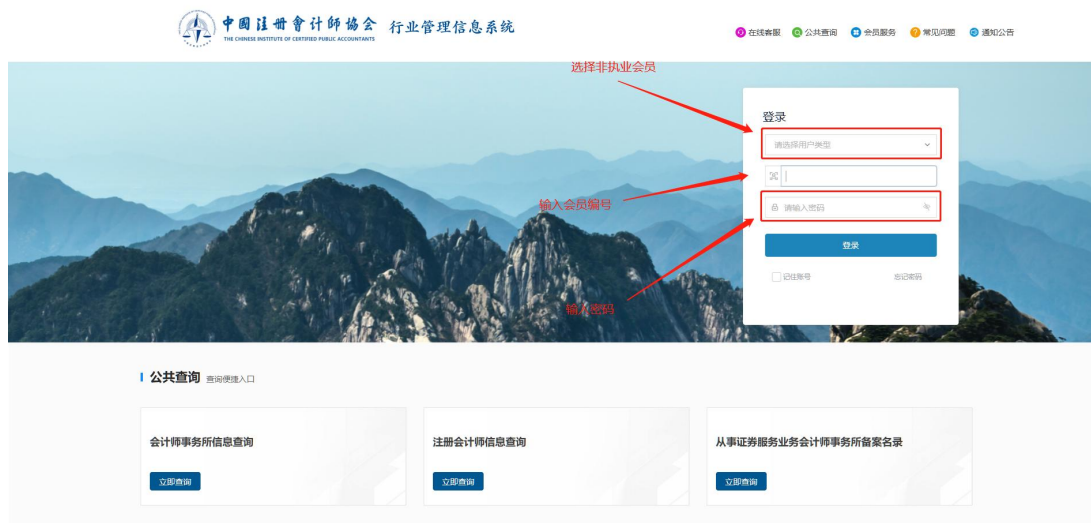 中國注冊會計師協會 行业管理信息系统
THE CHINESE INSTITUTE OF CERTIFIED PUBLIC ACCOUNTANTS
在线客服 公共查询 会员服务 常见问题 通知公告
选择非执业会员
登录
请选择用户类型
输入会员编号
请输入密码
登录
记住账号 忘记密码
输入密码
公共查询 查询便捷入口
会计师事务所信息查询 注册会计师信息查询 从事证券服务业务会计师事务所备案名录
立即查询 立即查询 立即查询